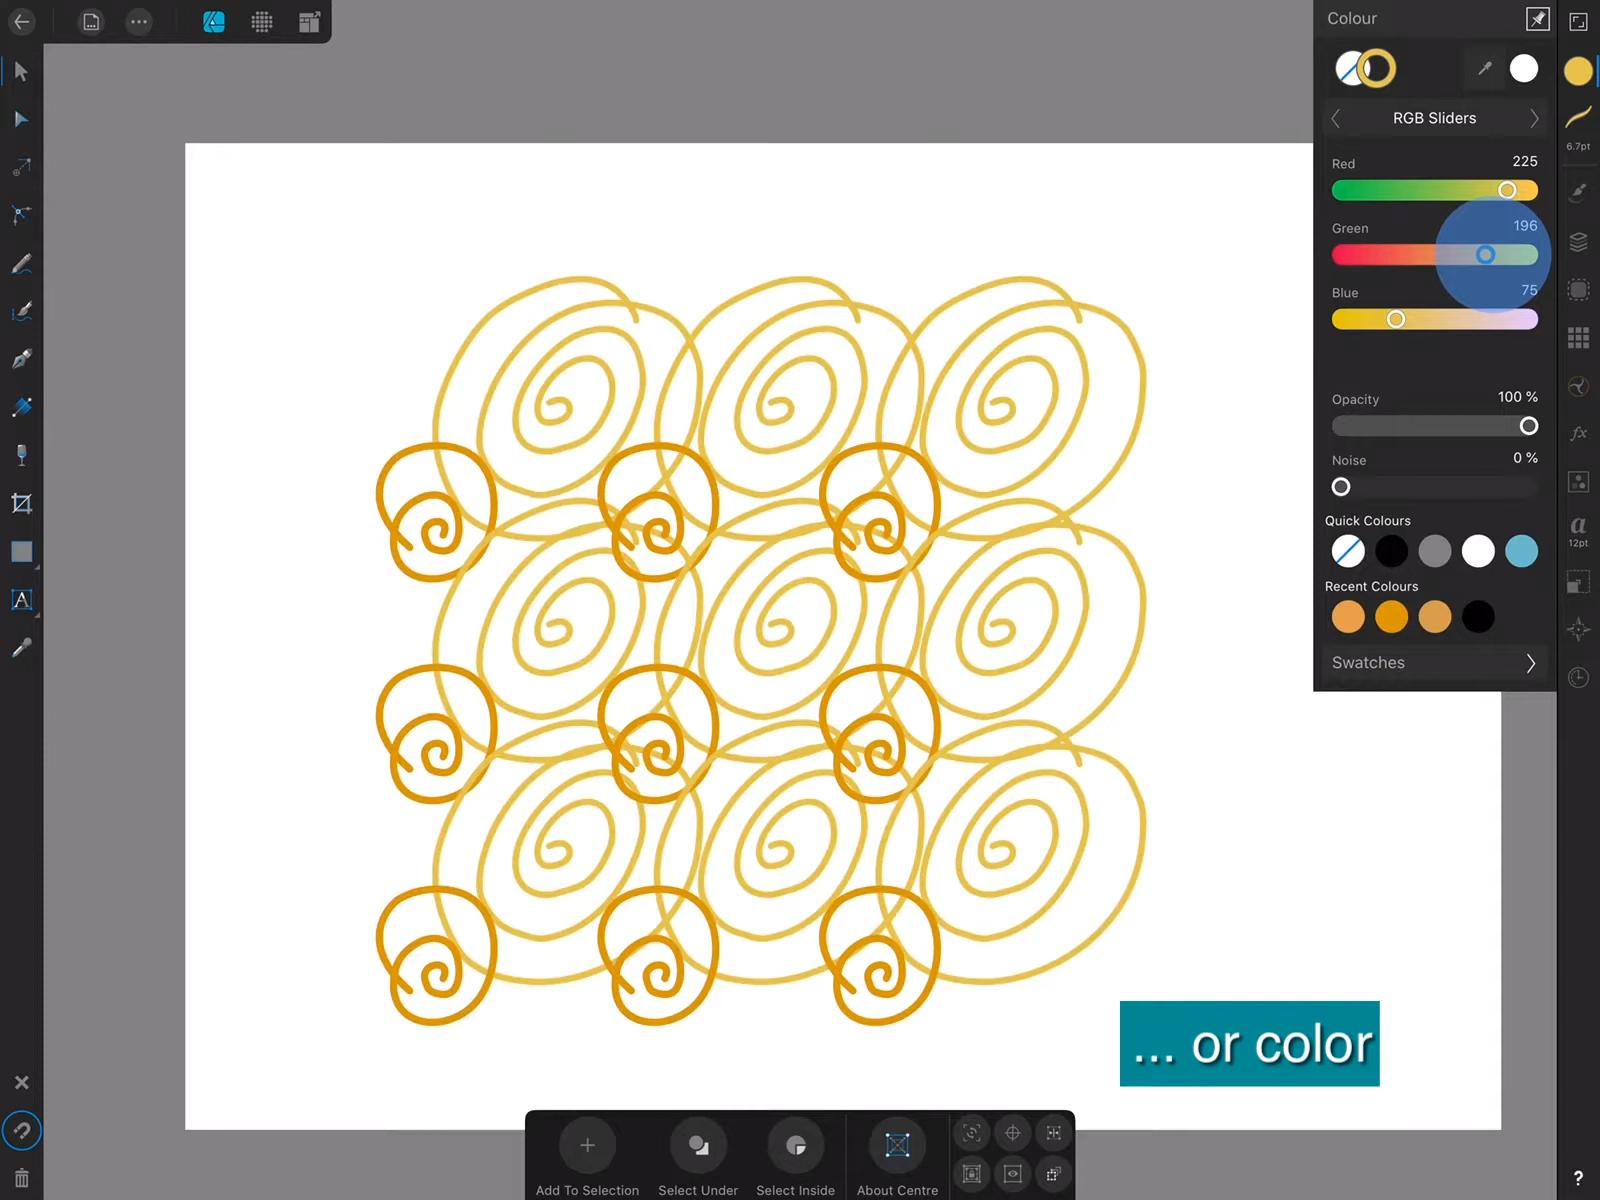 Colour
RGB Sliders
6.7pt
Red 225
Green 196
Blue 75
Opacity 100 %
Noise 0 %
Quick Colours
a
12pt
Recent Colours
Swatches
fx
A
... or color
Add To Selection Select Under Select Inside About Centre
?